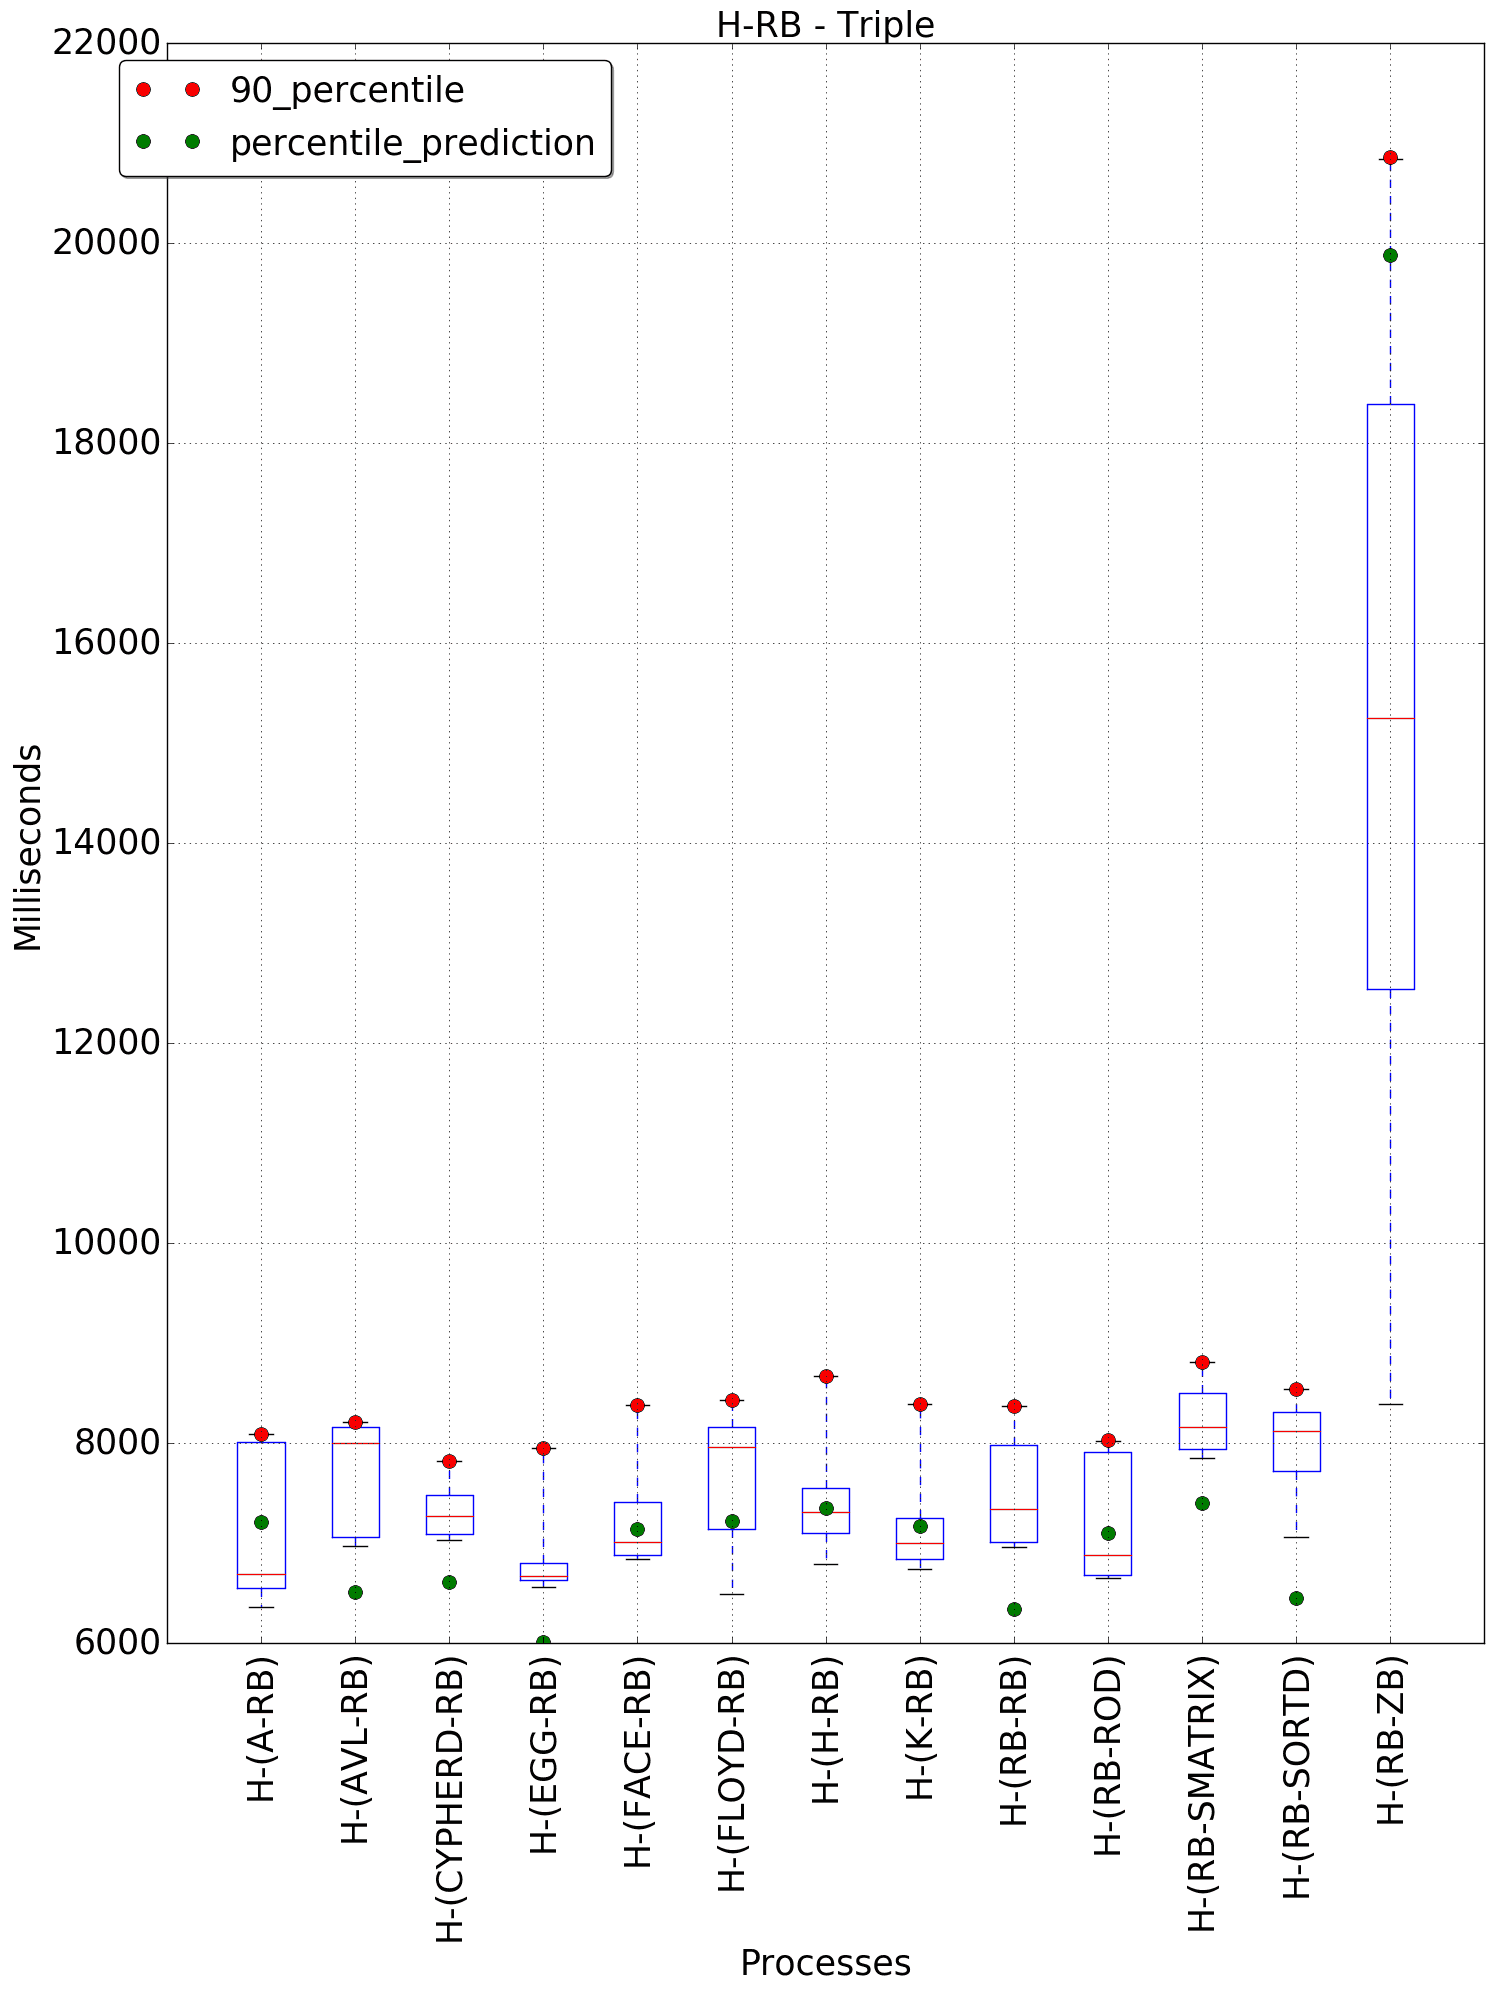 H-RB - Triple
90_percentile
percentile_prediction
22000
20000
18000
16000
14000
12000
10000
8000
6000
Milliseconds
H-(A-RB)
H-(AVL-RB)
H-(CYPHERD-RB)
H-(EGG-RB)
H-(FACE-RB)
H-(FLOYD-RB)
H-(H-RB)
H-(K-RB)
H-(RB-RB)
H-(RB-ROD)
H-(RB-SMATRIX)
H-(RB-SORTD)
H-(RB-ZB)
Processes